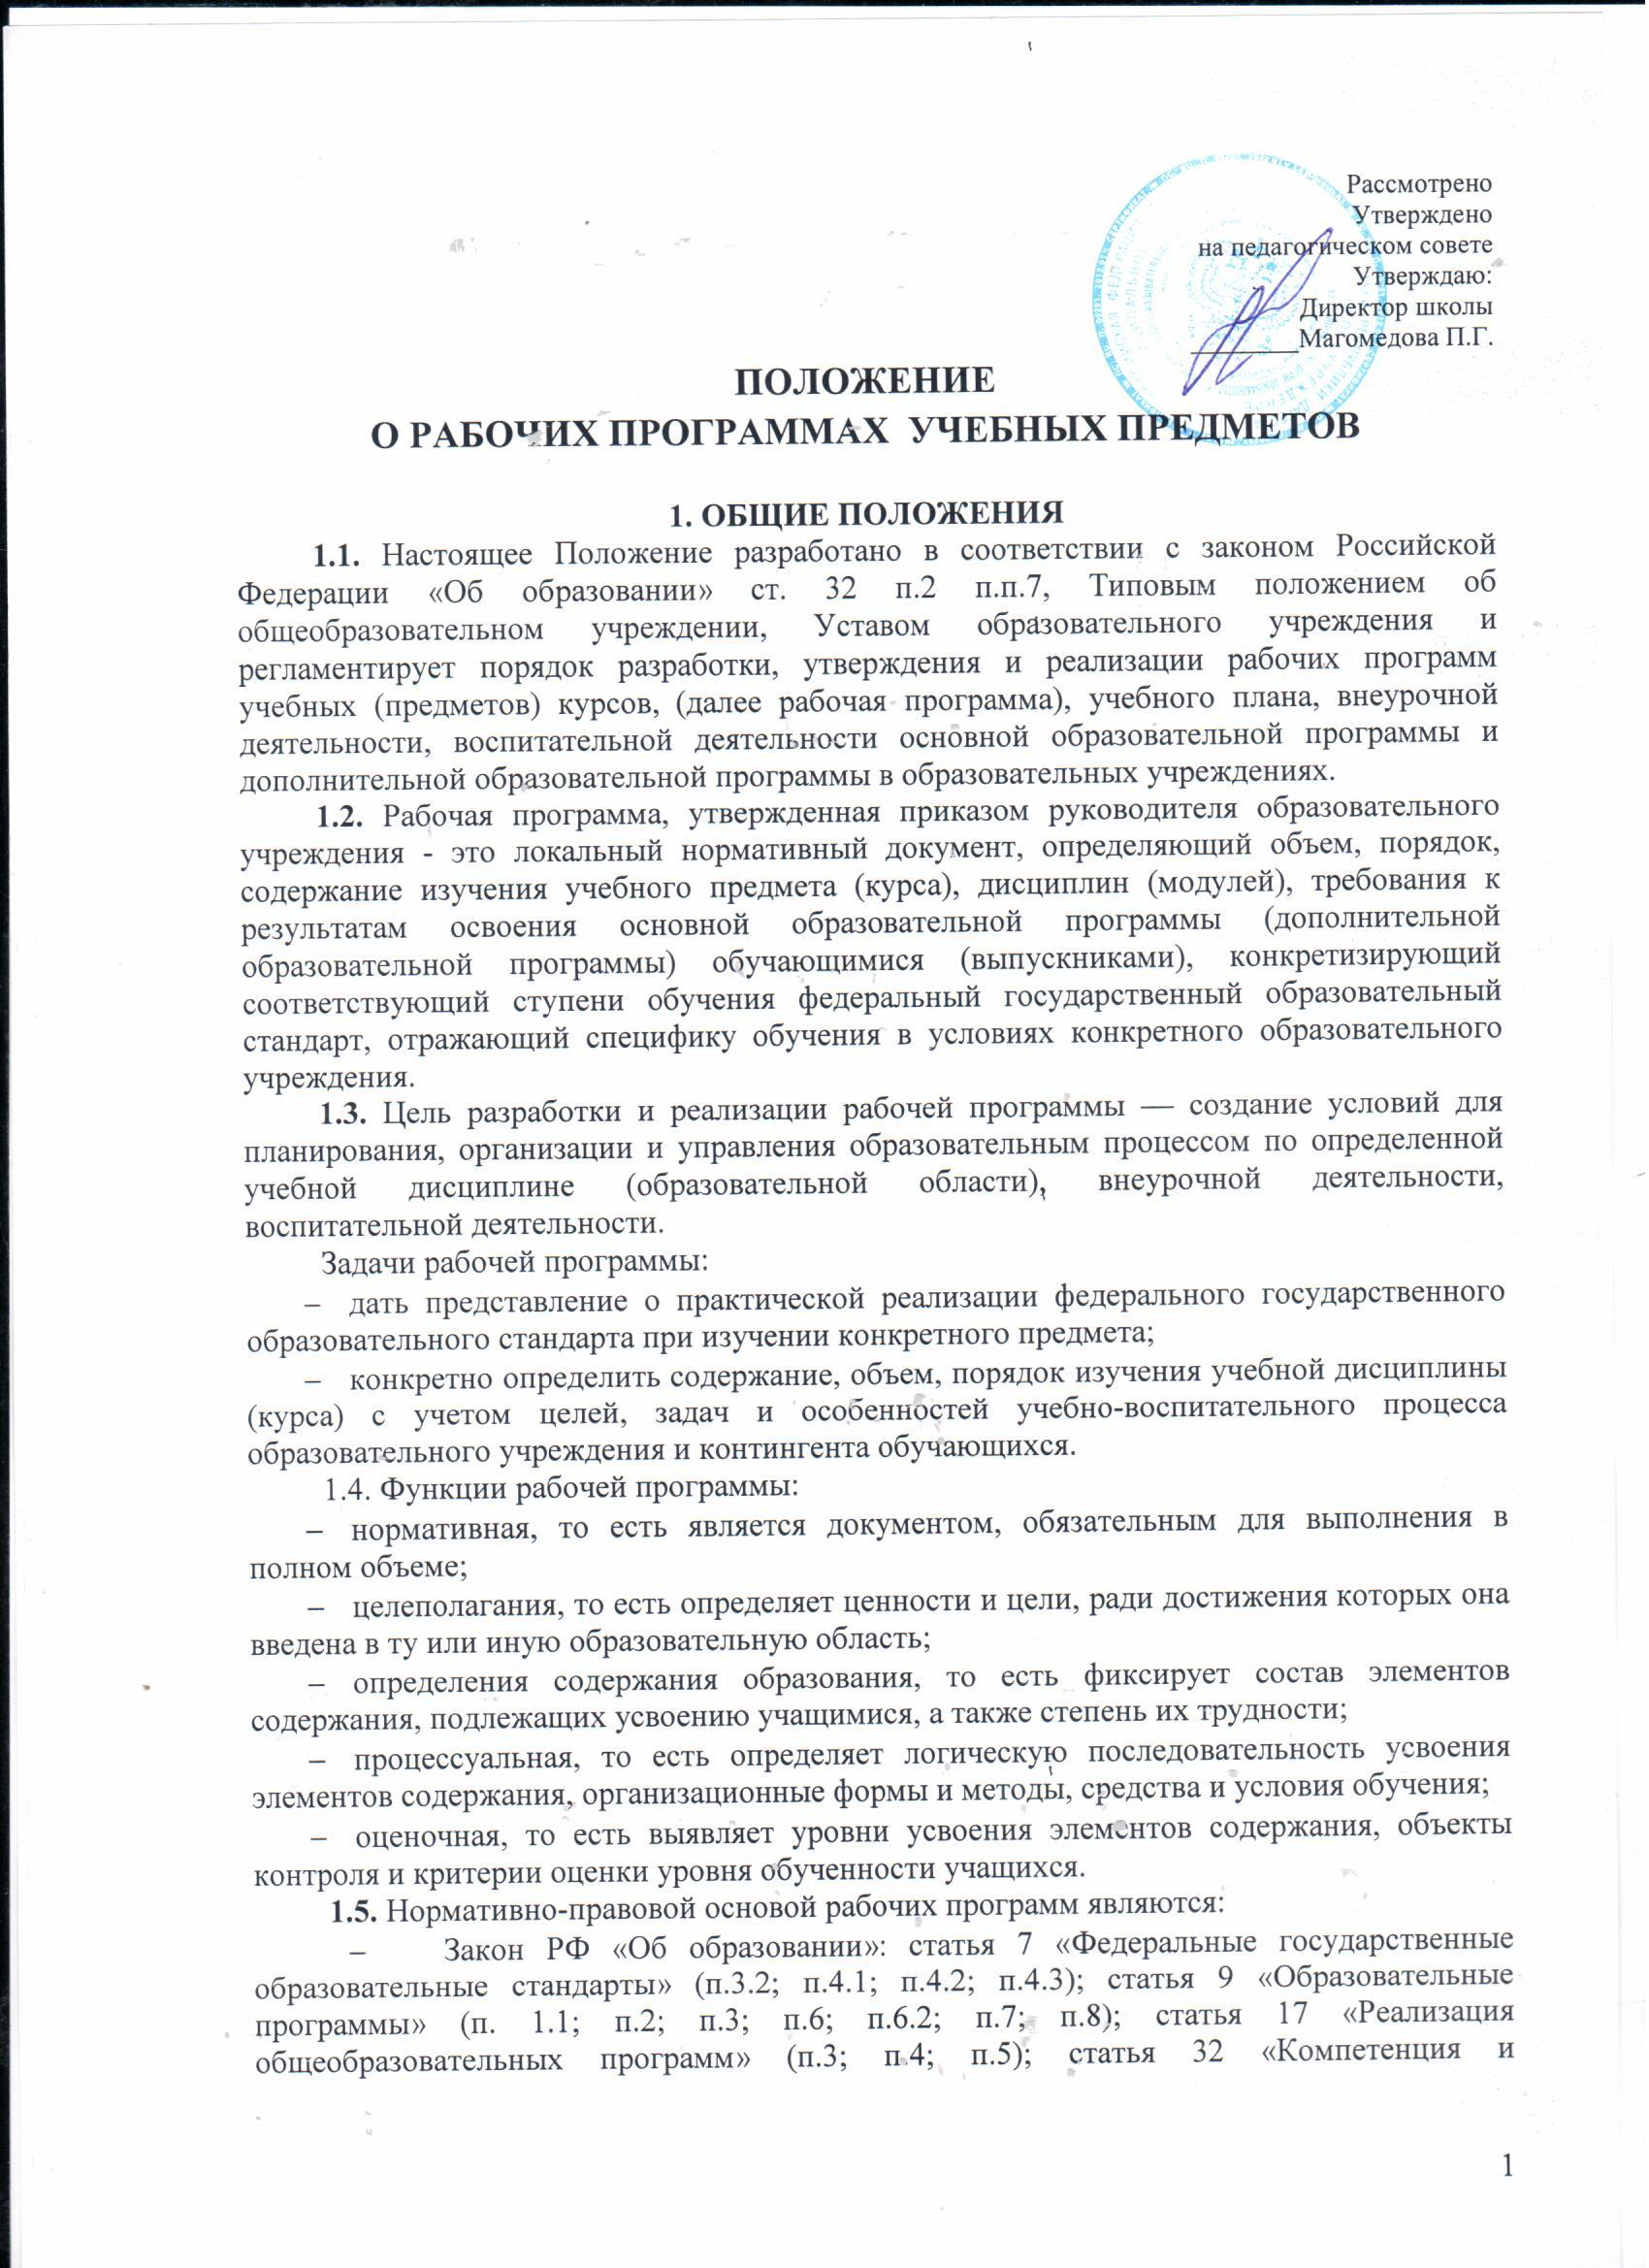 Рассмотрено
Утверждено
на педагогическом совете
Утверждаю:
Директор школы
________Магомедова П.Г.
ПОЛОЖЕНИЕ
О РАБОЧИХ ПРОГРАММАХ УЧЕБНЫХ ПРЕДМЕТОВ
1. ОБЩИЕ ПОЛОЖЕНИЯ
1.1. Настоящее Положение разработано в соответствии с законом Российской
Федерации «Об образовании» ст. 32 п.2 п.п.7, Типовым положением об
общеобразовательном учреждении, Уставом образовательного учреждения и
регламентирует порядок разработки, утверждения и реализации рабочих программ
учебных (предметов) курсов, (далее рабочая программа), учебного плана, внеурочной
деятельности, воспитательной деятельности основной образовательной программы и
дополнительной образовательной программы в образовательных учреждениях.
1.2. Рабочая программа, утвержденная приказом руководителя образовательного
учреждения - это локальный нормативный документ, определяющий объем, порядок,
содержание изучения учебного предмета (курса), дисциплин (модулей), требования к
результатам освоения основной образовательной программы (дополнительной
образовательной программы) обучающимися (выпускниками), конкретизирующий
соответствующий ступени обучения федеральный государственный образовательный
стандарт, отражающий специфику обучения в условиях конкретного образовательного
учреждения.
1.3. Цель разработки и реализации рабочей программы — создание условий для
планирования, организации и управления образовательным процессом по определенной
учебной дисциплине (образовательной области), внеурочной деятельности,
воспитательной деятельности.
Задачи рабочей программы:
– дать представление о практической реализации федерального государственного
образовательного стандарта при изучении конкретного предмета;
– конкретно определить содержание, объем, порядок изучения учебной дисциплины
(курса) с учетом целей, задач и особенностей учебно-воспитательного процесса
образовательного учреждения и контингента обучающихся.
1.4. Функции рабочей программы:
– нормативная, то есть является документом, обязательным для выполнения в
полном объеме;
– целеполагания, то есть определяет ценности и цели, ради достижения которых она
введена в ту или иную образовательную область;
– определения содержания образования, то есть фиксирует состав элементов
содержания, подлежащих усвоению учащимися, а также степень их трудности;
– процессуальная, то есть определяет логическую последовательность усвоения
элементов содержания, организационные формы и методы, средства и условия обучения;
– оценочная, то есть выявляет уровни усвоения элементов содержания, объекты
контроля и критерии оценки уровня обученности учащихся.
1.5. Нормативно-правовой основой рабочих программ являются:
– Закон РФ «Об образовании»: статья 7 «Федеральные государственные
образовательные стандарты» (п.3.2; п.4.1; п.4.2; п.4.3); статья 9 «Образовательные
программы» (п. 1.1; п.2; п.3; п.6; п.6.2; п.7; п.8); статья 17 «Реализация
общеобразовательных программ» (п.3; п.4; п.5); статья 32 «Компетенция и
1